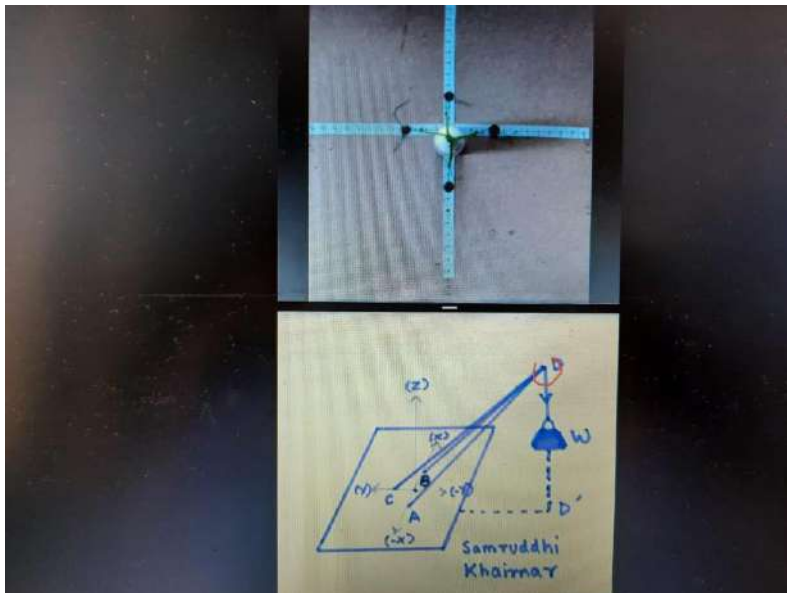 (Z)
D
(X)
W
B
(Y)
(-Y)
C
A
D'
(-X)
Samruddhi
Khairnar